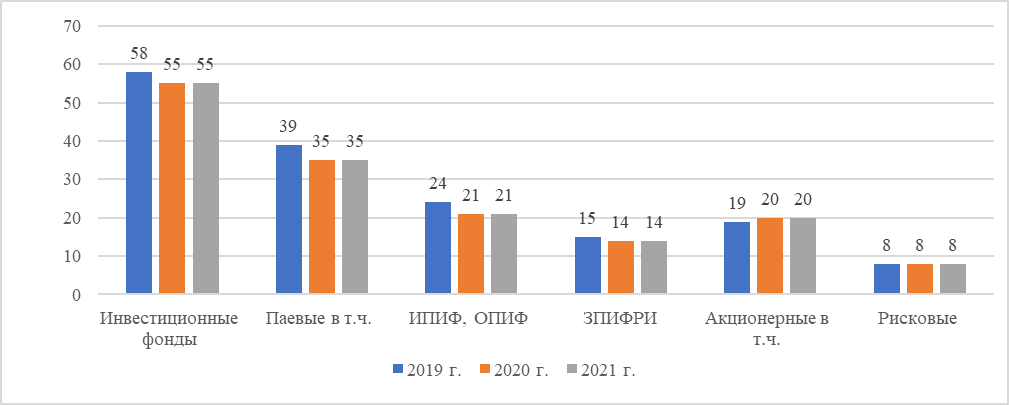 70
60
50
40
30
20
10
0
58
55
55
39
35
35
24
21
21
15
14
14
19
20
20
8
8
8
Инвестиционные
фонды
Паевые в т.ч.
ИПИФ, ОПИФ
ЗПИФРИ
Акционерные в
т.ч.
Рисковые
2019 г.
2020 г.
2021 г.